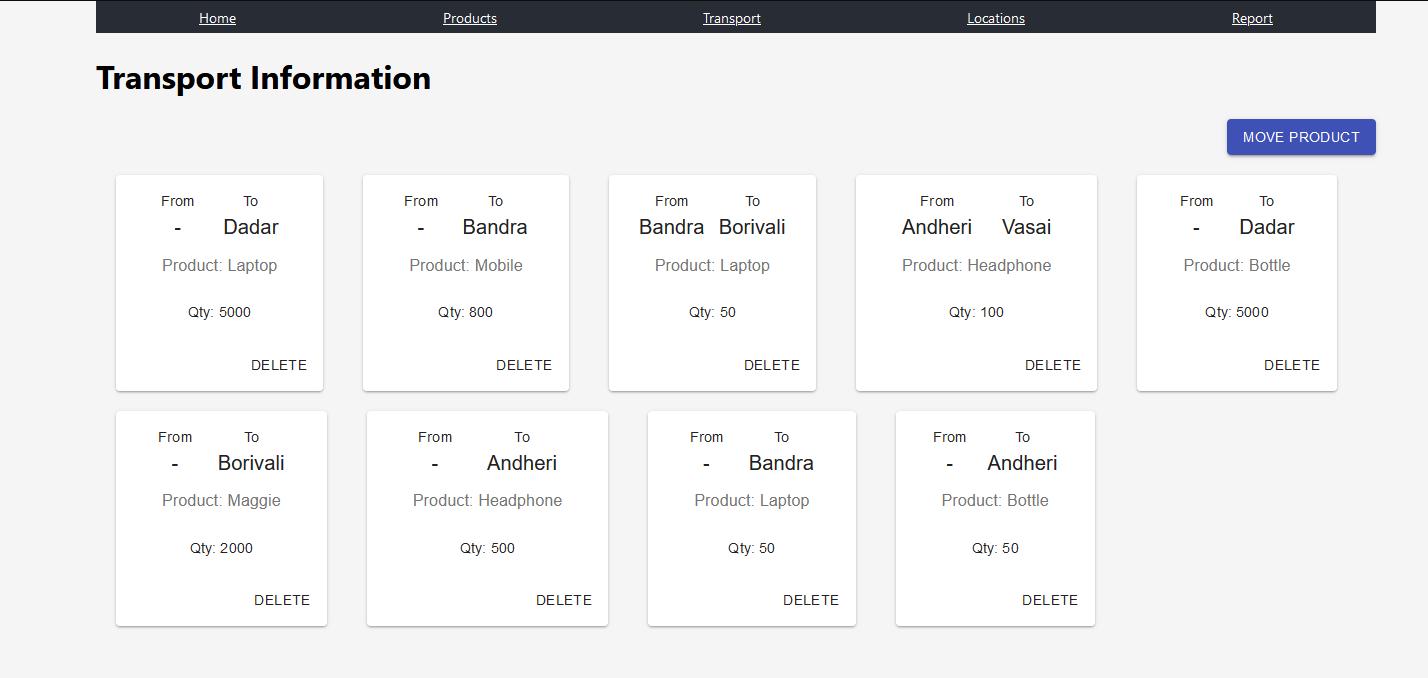 Home Products Transport Locations Report
Transport Information
MOVE PRODUCT
From To
- Dadar
Product: Laptop
Qty: 5000
DELETE
From To
- Bandra
Product: Mobile
Qty: 800
DELETE
From To
Bandra Borivali
Product: Laptop
Qty: 50
DELETE
From To
Andheri Vasai
Product: Headphone
Qty: 100
DELETE
From To
- Dadar
Product: Bottle
Qty: 5000
DELETE
From To
- Borivali
Product: Maggie
Qty: 2000
DELETE
From To
- Andheri
Product: Headphone
Qty: 500
DELETE
From To
- Bandra
Product: Laptop
Qty: 50
DELETE
From To
- Andheri
Product: Bottle
Qty: 50
DELETE